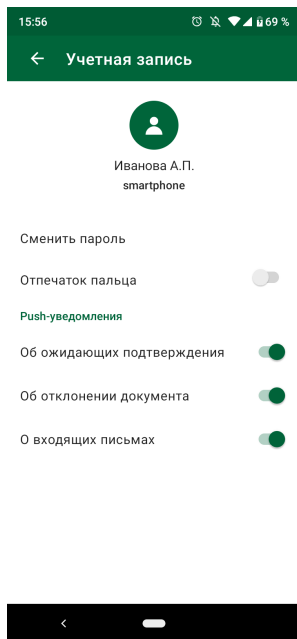 15:56
69 %
Учетная запись
Иванова А.П.
smartphone
Сменить пароль
Отпечаток пальца
Push-уведомления
Об ожидающих подтверждения
Об отклонении документа
О входящих письмах